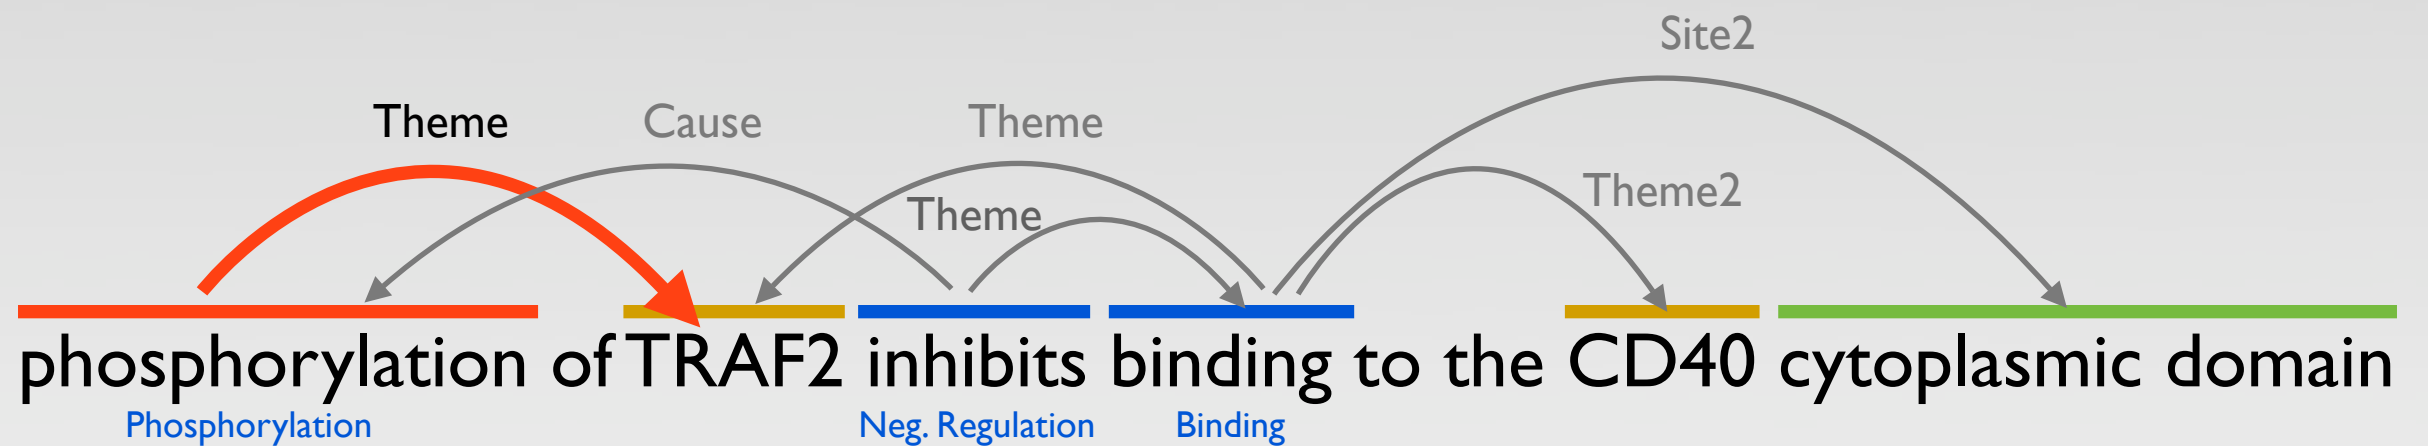 Site2
Theme Cause Theme
Theme2
Theme
phosphorylation of TRAF2 inhibits binding to the CD40 cytoplasmic domain
Phosphorylation Neg. Regulation Binding